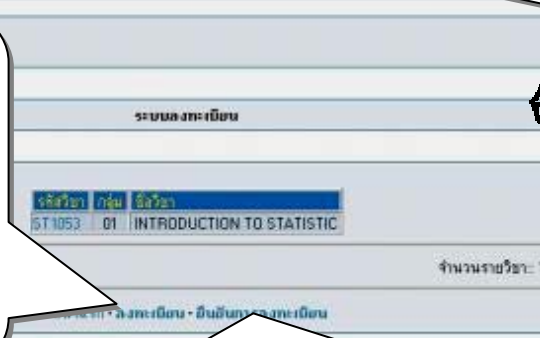 ระบบลงทะเบียน
รหัสวิชา กลุ่ม ชื่อวิชา
ST1053 01 INTRODUCTION TO STATISTIC
จำนวนรายวิชา::
ลงทะเบียน • ยืนยันการลงทะเบียน